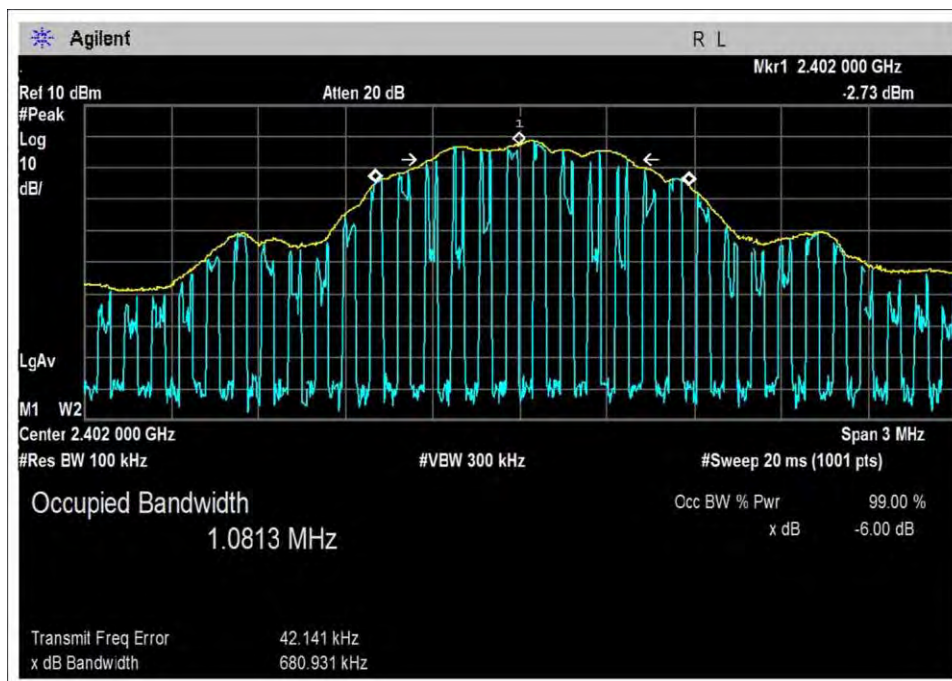 Agilent R L
Mkr1 2.402 000 GHz
Ref 10 dBm Atten 20 dB -2.73 dBm
#Peak
Log
10
dB/
1
LgAv
M1 W2
Center 2.402 000 GHz Span 3 MHz
#Res BW 100 kHz #VBW 300 kHz #Sweep 20 ms (1001 pts)
Occupied Bandwidth Occ BW % Pwr 99.00 %
1.0813 MHz x dB -6.00 dB
Transmit Freq Error 42.141 kHz
x dB Bandwidth 680.931 kHz